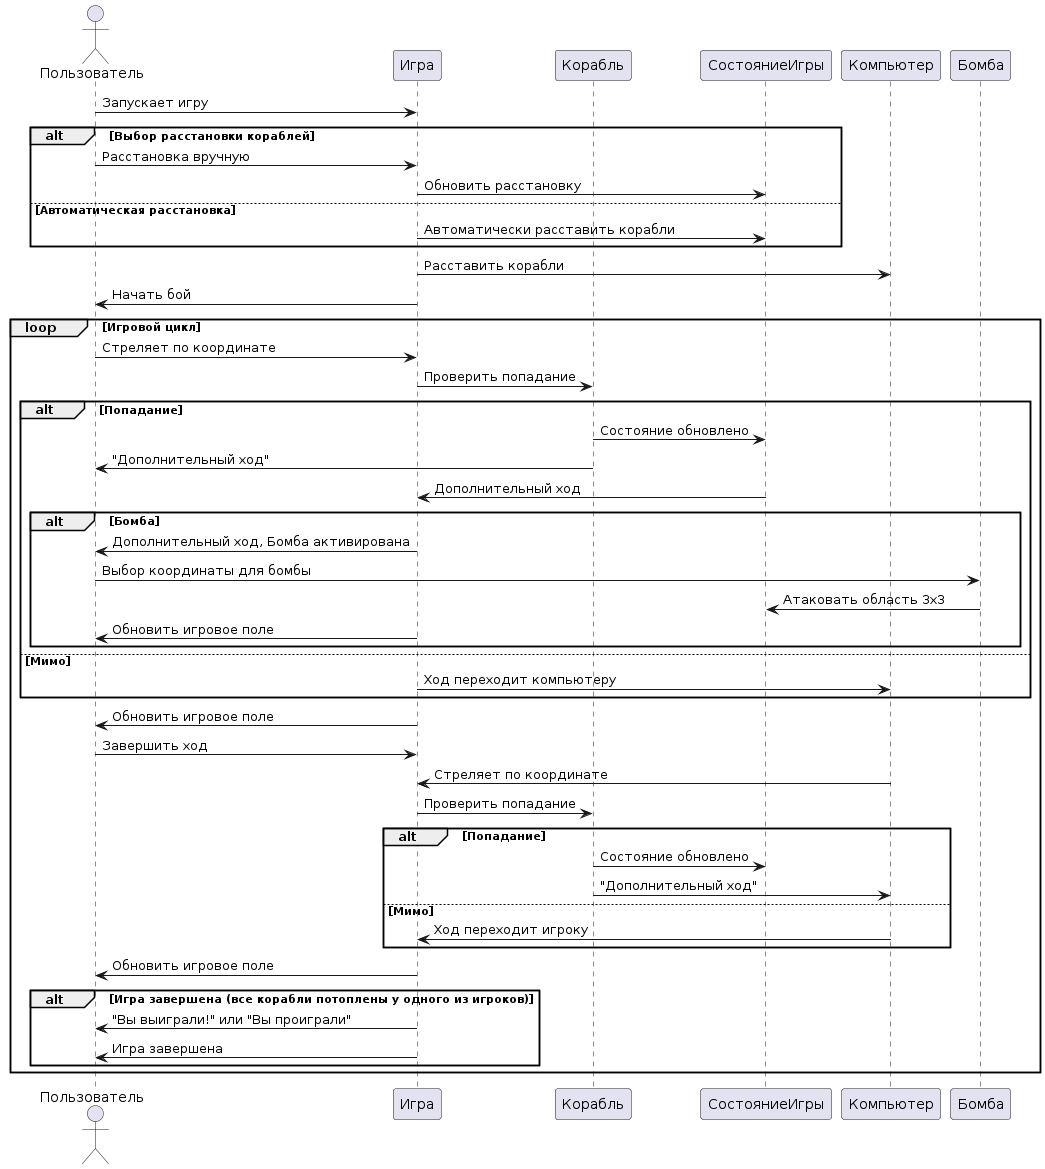 Пользователь
Игра
Корабль
СостояниеИгры
Компьютер
Бомба
Запускает игру
alt [Выбор расстановки кораблей]
Расстановка вручную
Обновить расстановку
[Автоматическая расстановка]
Автоматически расставить корабли
Расставить корабли
Начать бой
loop [Игровой цикл]
Стреляет по координате
Проверить попадание
alt [Попадание]
Состояние обновлено
"Дополнительный ход"
Дополнительный ход
alt [Бомба]
Дополнительный ход, Бомба активирована
Выбор координаты для бомбы
Атаковать область 3x3
Обновить игровое поле
[Мимо]
Ход переходит компьютеру
Обновить игровое поле
Завершить ход
Стреляет по координате
Проверить попадание
alt [Попадание]
Состояние обновлено
"Дополнительный ход"
[Мимо]
Ход переходит игроку
Обновить игровое поле
alt [Игра завершена (все корабли потоплены у одного из игроков)]
"Вы выиграли!" или "Вы проиграли"
Игра завершена
Пользователь
Игра
Корабль
СостояниеИгры
Компьютер
Бомба